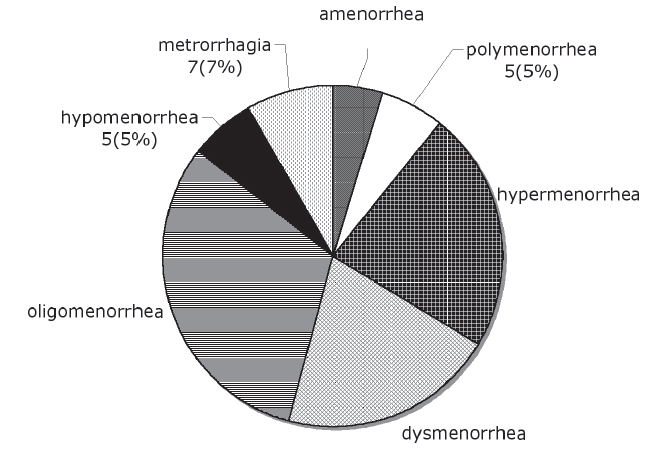 amenorrhea
metrorrhagia
7(7%)
polymenorrhea
5(5%)
hypomenorrhea
5(5%)
hypermenorrhea
oligomenorrhea
dysmenorrhea